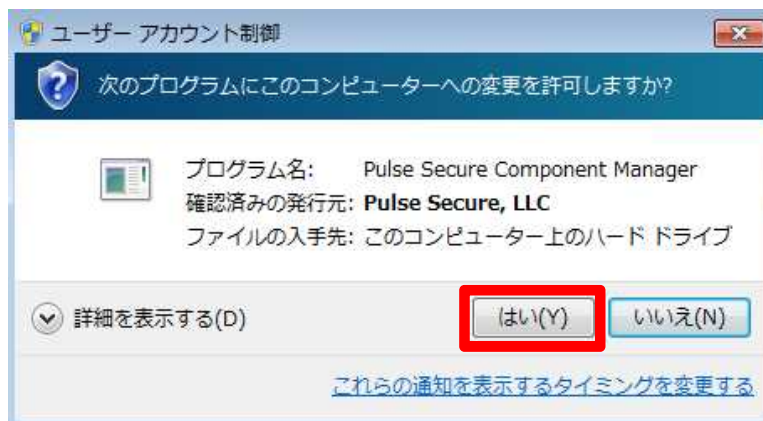 ユーザー アカウント制御
次のプログラムにこのコンピューターへの変更を許可しますか?
プログラム名: Pulse Secure Component Manager
確認済みの発行元: Pulse Secure, LLC
ファイルの入手先: このコンピューター上のハード ドライブ
詳細を表示する(D) はい(Y) いいえ(N)
これらの通知を表示するタイミングを変更する